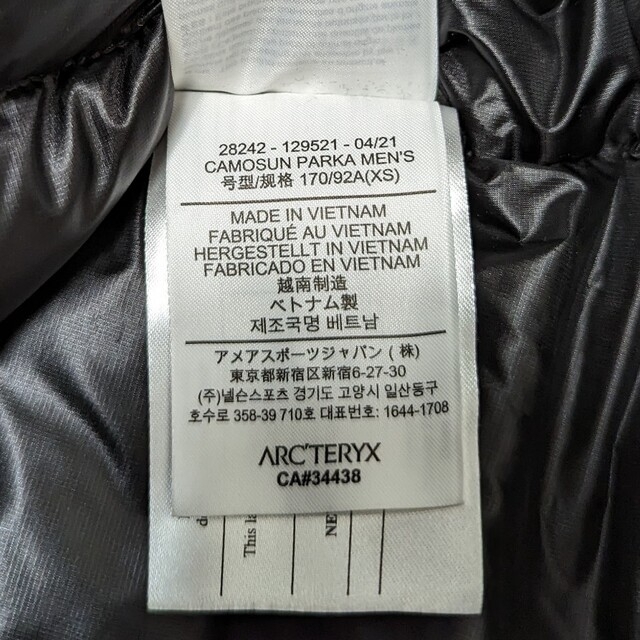 28242 - 129521 - 04/21
CAMOSUN PARKA MEN'S
号型/规格 170/92A(XS)
MADE IN VIETNAM
FABRIQUÉ AU VIETNAM
HERGESTELLT IN VIETNAM
FABRICADO EN VIETNAM
越南制造
ベトナム製
제조국명 베트남
アメアスポーツジャパン ( 株)
東京都新宿区新宿6-27-30
(주)넬슨스포츠 경기도 고양시 일산동구
호수로 358-39 710호 대표번호: 1644-1708
ARC'TERYX
CA#34438
This la
NE